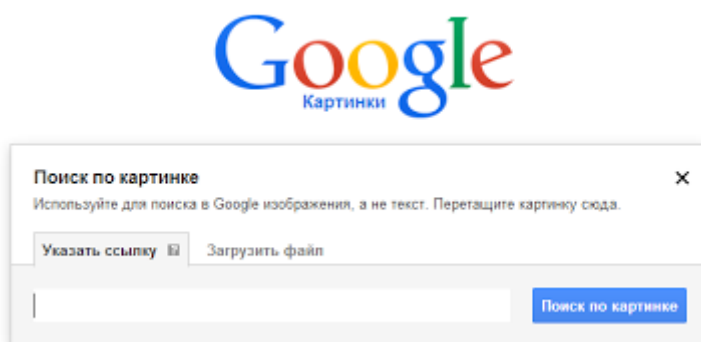 Google
Картинки
Поиск по картинке
Используйте для поиска в Google изображения, а не текст. Перетащите картинку сюда.
Указать ссылку Загрузить файл
Поиск по картинке